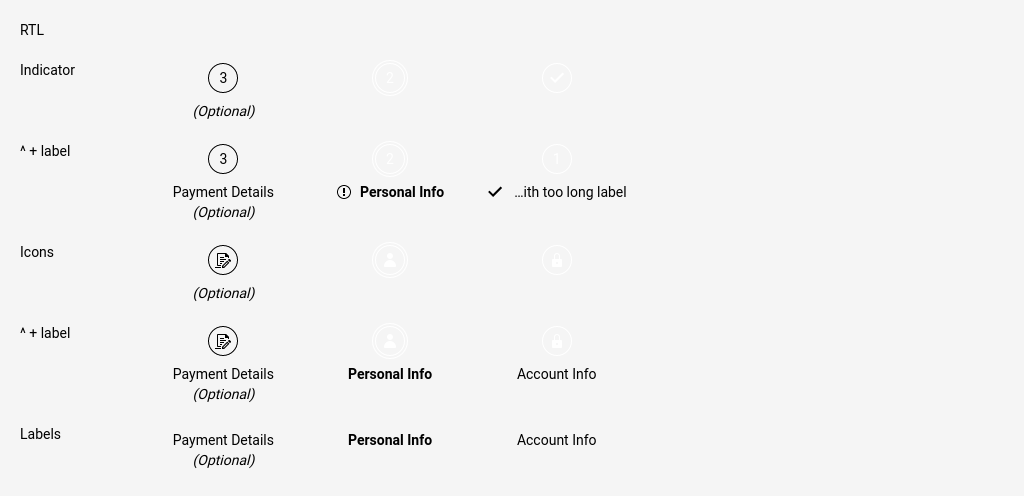 RTL
Indicator
3 2
(Optional)
^ + label
3 2 1
Payment Details Personal Info ...ith too long label
(Optional)
Icons
(Optional)
^ + label
Payment Details Personal Info Account Info
(Optional)
Labels
Payment Details Personal Info Account Info
(Optional)